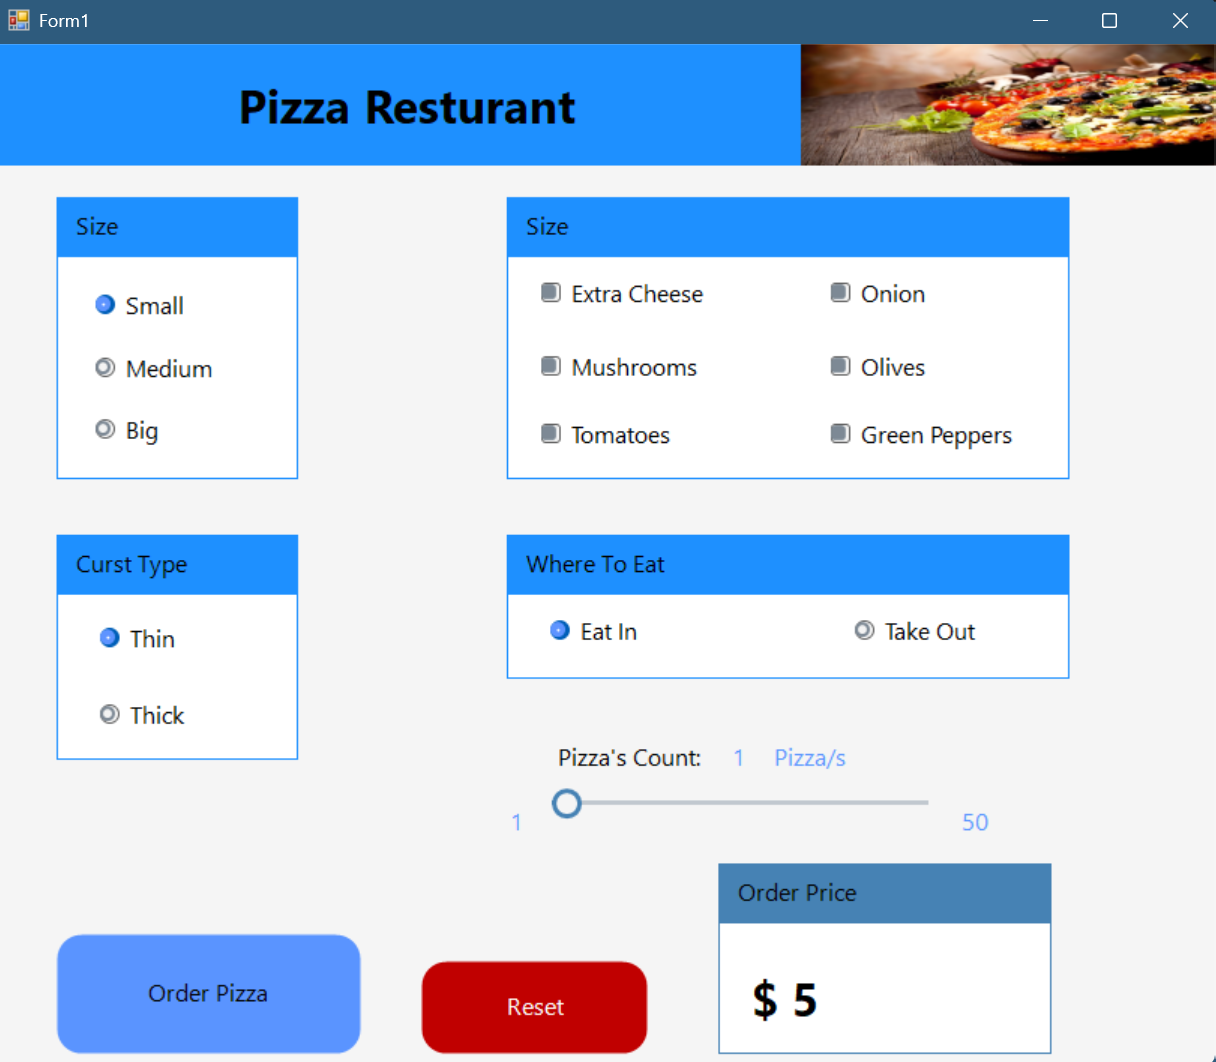 Form1
Pizza Resturant
Size
Small
Medium
Big
Size
Extra Cheese
Onion
Mushrooms
Olives
Tomatoes
Green Peppers
Curst Type
Thin
Thick
Where To Eat
Eat In
Take Out
Pizza's Count: 1 Pizza/s
1
50
Order Price
$ 5
Order Pizza
Reset